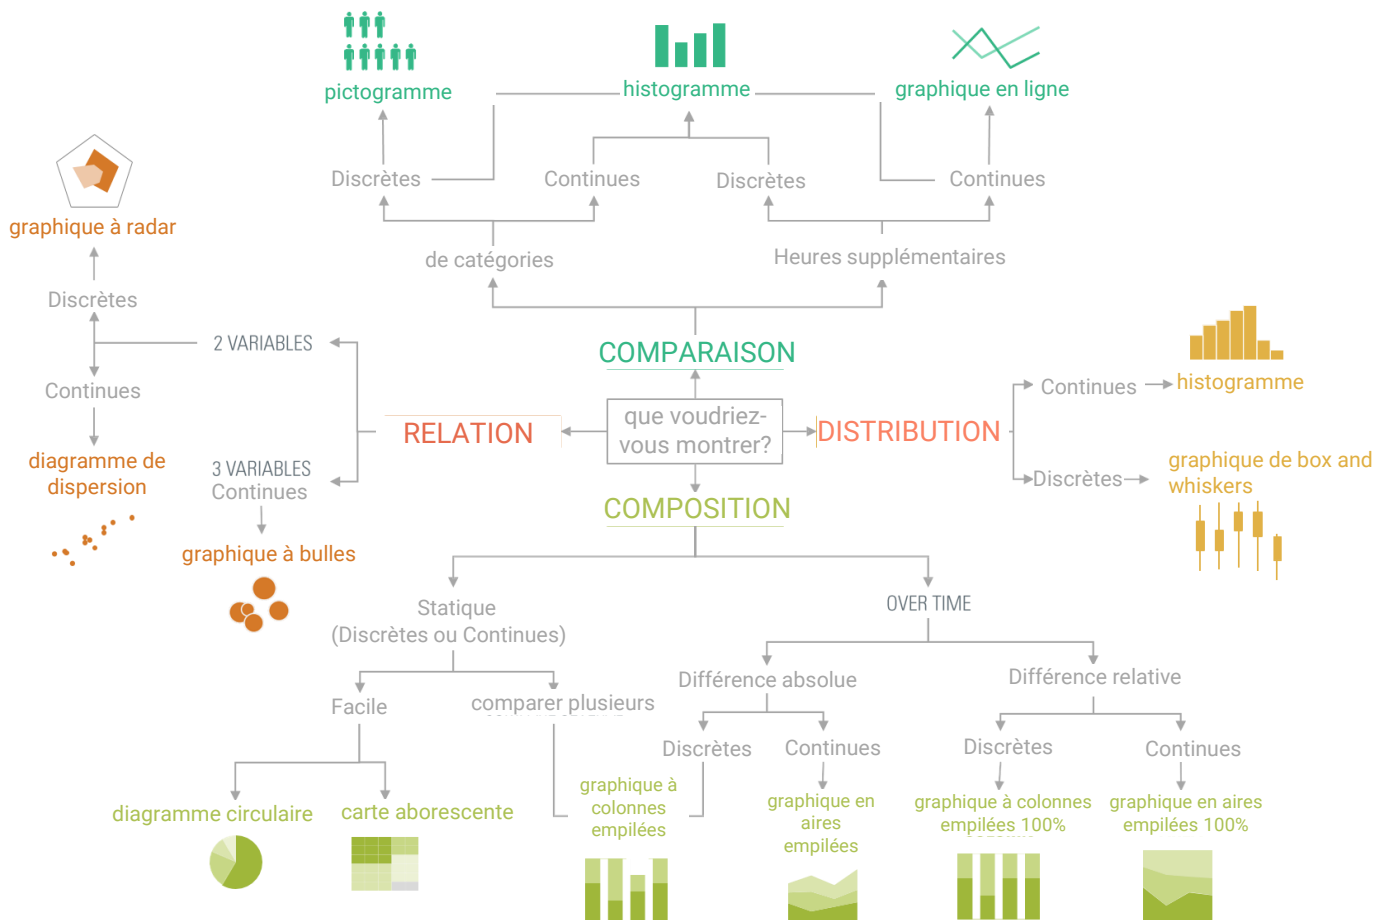 pictogramme
histogramme
graphique en ligne
Discrètes
Continues
Discrètes
Continues
de catégories
Heures supplémentaires
graphique à radar
Discrètes
2 VARIABLES
Continues
diagramme de
dispersion
3 VARIABLES
Continues
graphique à bulles
COMPARAISON
RELATION
que voudriez-
vous montrer?
DISTRIBUTION
COMPOSITION
Continues
histogramme
Discrètes
graphique de box and
whiskers
Statique
(Discrètes ou Continues)
OVER TIME
Facile
comparer plusieurs
Différence absolue
Différence relative
Discrètes
Continues
Discrètes
Continues
diagramme circulaire
carte aborescente
graphique à
colonnes
empilées
graphique en
aires
empilées
graphique à colonnes
empilées 100%
graphique en aires
empilées 100%